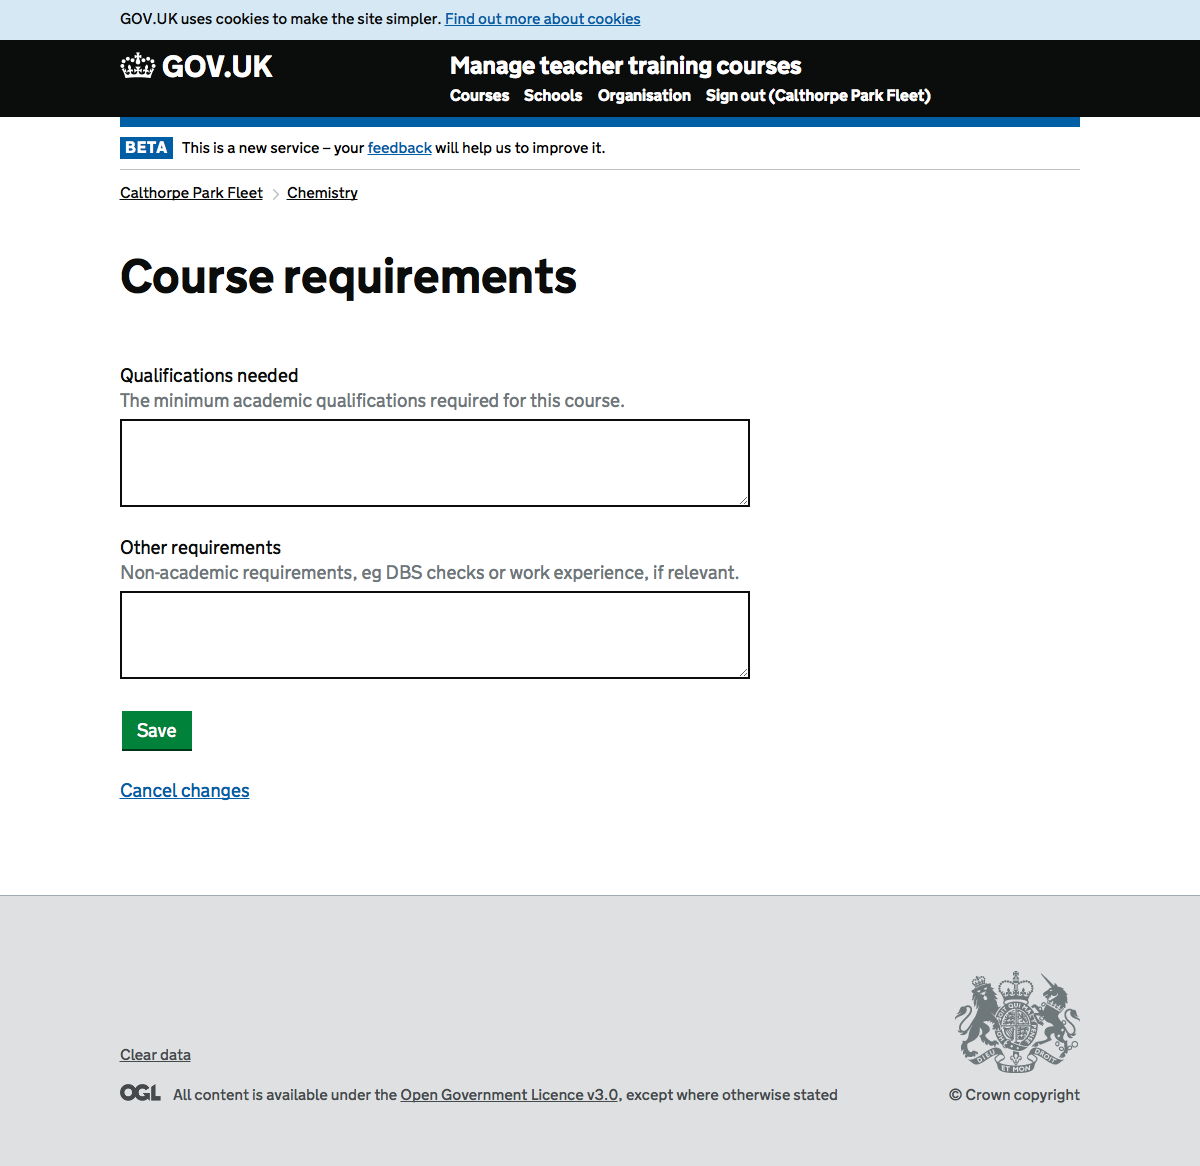 GOV.UK uses cookies to make the site simpler. Find out more about cookies
GOV.UK
Manage teacher training courses
Courses Schools Organisation Sign out (Calthorpe Park Fleet)
BETA This is a new service – your feedback will help us to improve it.
Calthorpe Park Fleet > Chemistry
Course requirements
Qualifications needed
The minimum academic qualifications required for this course.
Other requirements
Non-academic requirements, eg DBS checks or work experience, if relevant.
Save
Cancel changes
Clear data
DIEU ET MON DROIT
OGL All content is available under the Open Government Licence v3.0, except where otherwise stated
© Crown copyright